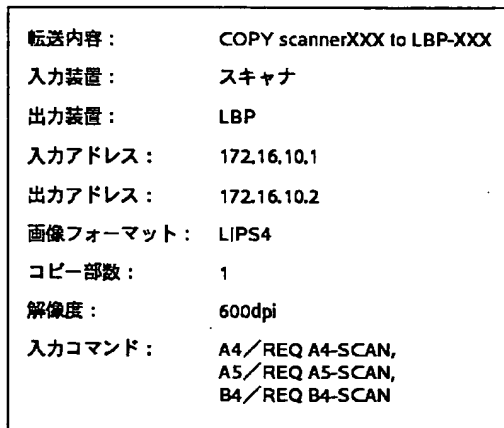 転送内容： COPY scannerXXX to LBP-XXX
入力装置： スキャナ
出力装置： LBP
入力アドレス： 172.16.10.1
出力アドレス： 172.16.10.2
画像フォーマット： LIPS4
コピー部数： 1
解像度： 600dpi
入力コマンド： A4／REQ A4-SCAN,
A5／REQ A5-SCAN,
B4／REQ B4-SCAN